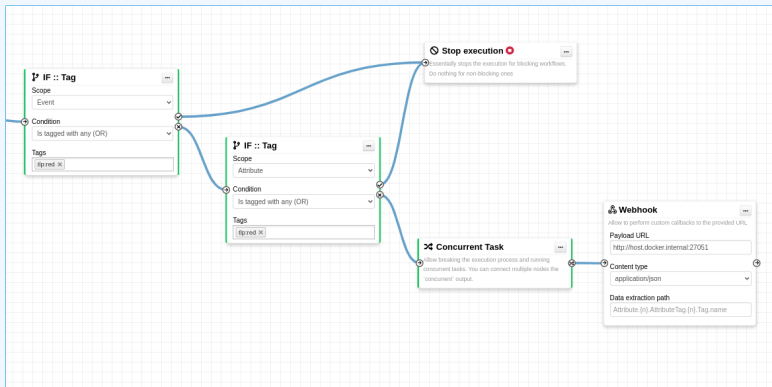 IF :: Tag
...
Scope
Event
Condition
Is tagged with any (OR)
Tags
tlp:red ×
IF :: Tag
...
Scope
Attribute
Condition
Is tagged with any (OR)
Tags
tlp:red ×
Stop execution
...
Essentially stops the execution for blocking workflows.
Do nothing for non-blocking ones
Concurrent Task
...
Allow breaking the execution process and running
concurrent tasks. You can connect multiple nodes the
`concurrent` output.
Webhook
...
Allow to perform custom callbacks to the provided URL
Payload URL
http://host.docker.internal:27051
Content type
application/json
Data extraction path
Attribute.{n}.AttributeTag.{n}.Tag.name